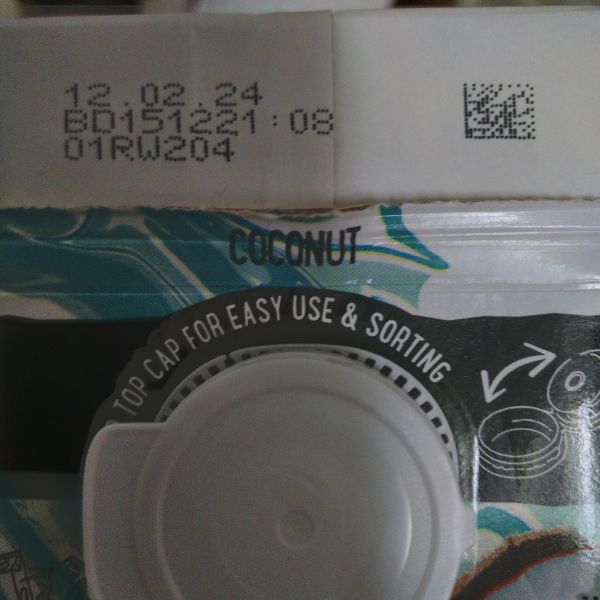 12.02.24
BD151221:08
01RW204
COCONUT
TOP CAP FOR EASY USE & SORTING